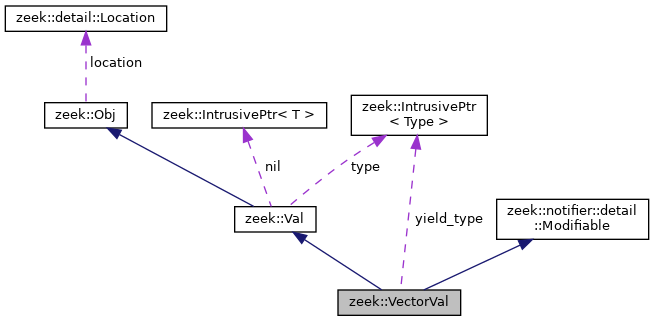 zeek::detail::Location
location
zeek::Obj
zeek::IntrusivePtr< T >
zeek::IntrusivePtr
< Type >
nil
type
zeek::Val
yield_type
zeek::notifier::detail
::Modifiable
zeek::VectorVal